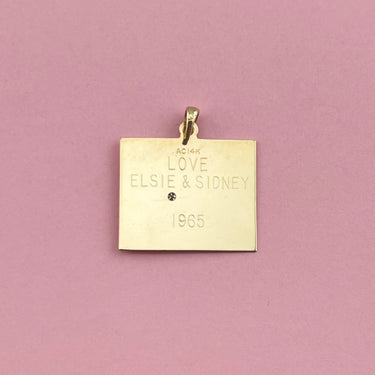 AC14K
LOVE
ELSIE & SIDNEY
1965